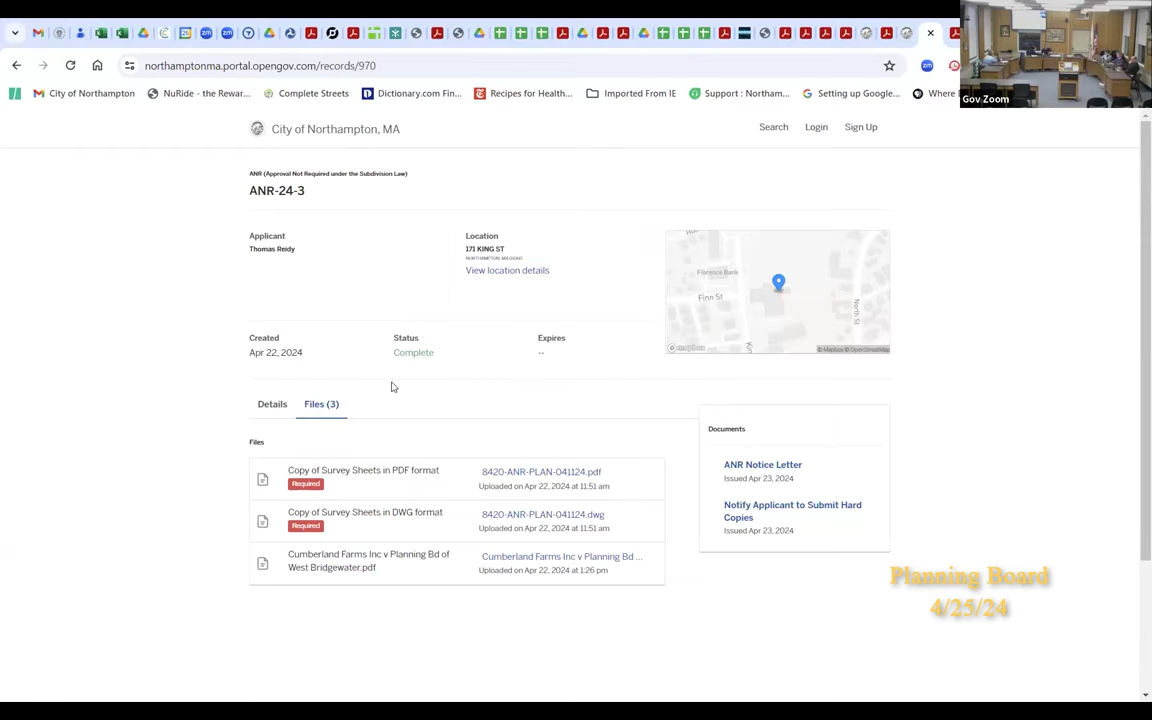 northamptonma.portal.opengov.com/records/970
City of Northampton
NuRide - the Rewar...
Complete Streets
Dictionary.com Fin...
Recipes for Health...
Imported From IE
Support : Northam...
Setting up Google...
Where
Gov Zoom
City of Northampton, MA
Search
Login
Sign Up
ANR (Approval Not Required under the Subdivision Law)
ANR-24-3
Applicant
Thomas Reidy
Location
171 KING ST
NORTHAMPTON, MA 01060
View location details
Florence Bank
Finn St
North St
Ki
© Mapbox © OpenStreetMap
mapbox
Created
Apr 22, 2024
Status
Complete
Expires
--
Details
Files (3)
Files
Copy of Survey Sheets in PDF format
Required
8420-ANR-PLAN-041124.pdf
Uploaded on Apr 22, 2024 at 11:51 am
Copy of Survey Sheets in DWG format
Required
8420-ANR-PLAN-041124.dwg
Uploaded on Apr 22, 2024 at 11:51 am
Cumberland Farms Inc v Planning Bd of
West Bridgewater.pdf
Cumberland Farms Inc v Planning Bd ...
Uploaded on Apr 22, 2024 at 1:26 pm
Documents
ANR Notice Letter
Issued Apr 23, 2024
Notify Applicant to Submit Hard
Copies
Issued Apr 23, 2024
Planning Board
4/25/24